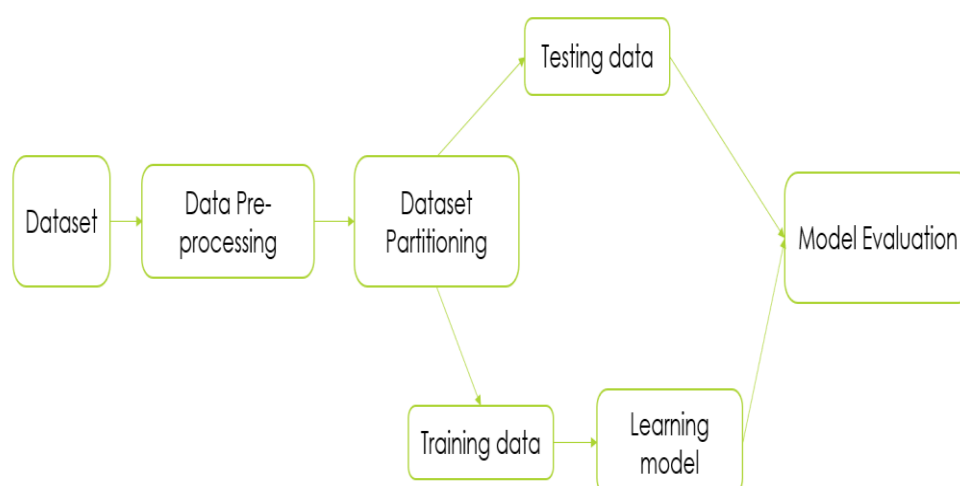 Dataset
Data Pre-
processing
Dataset
Partitioning
Testing data
Training data
Learning
model
Model Evaluation